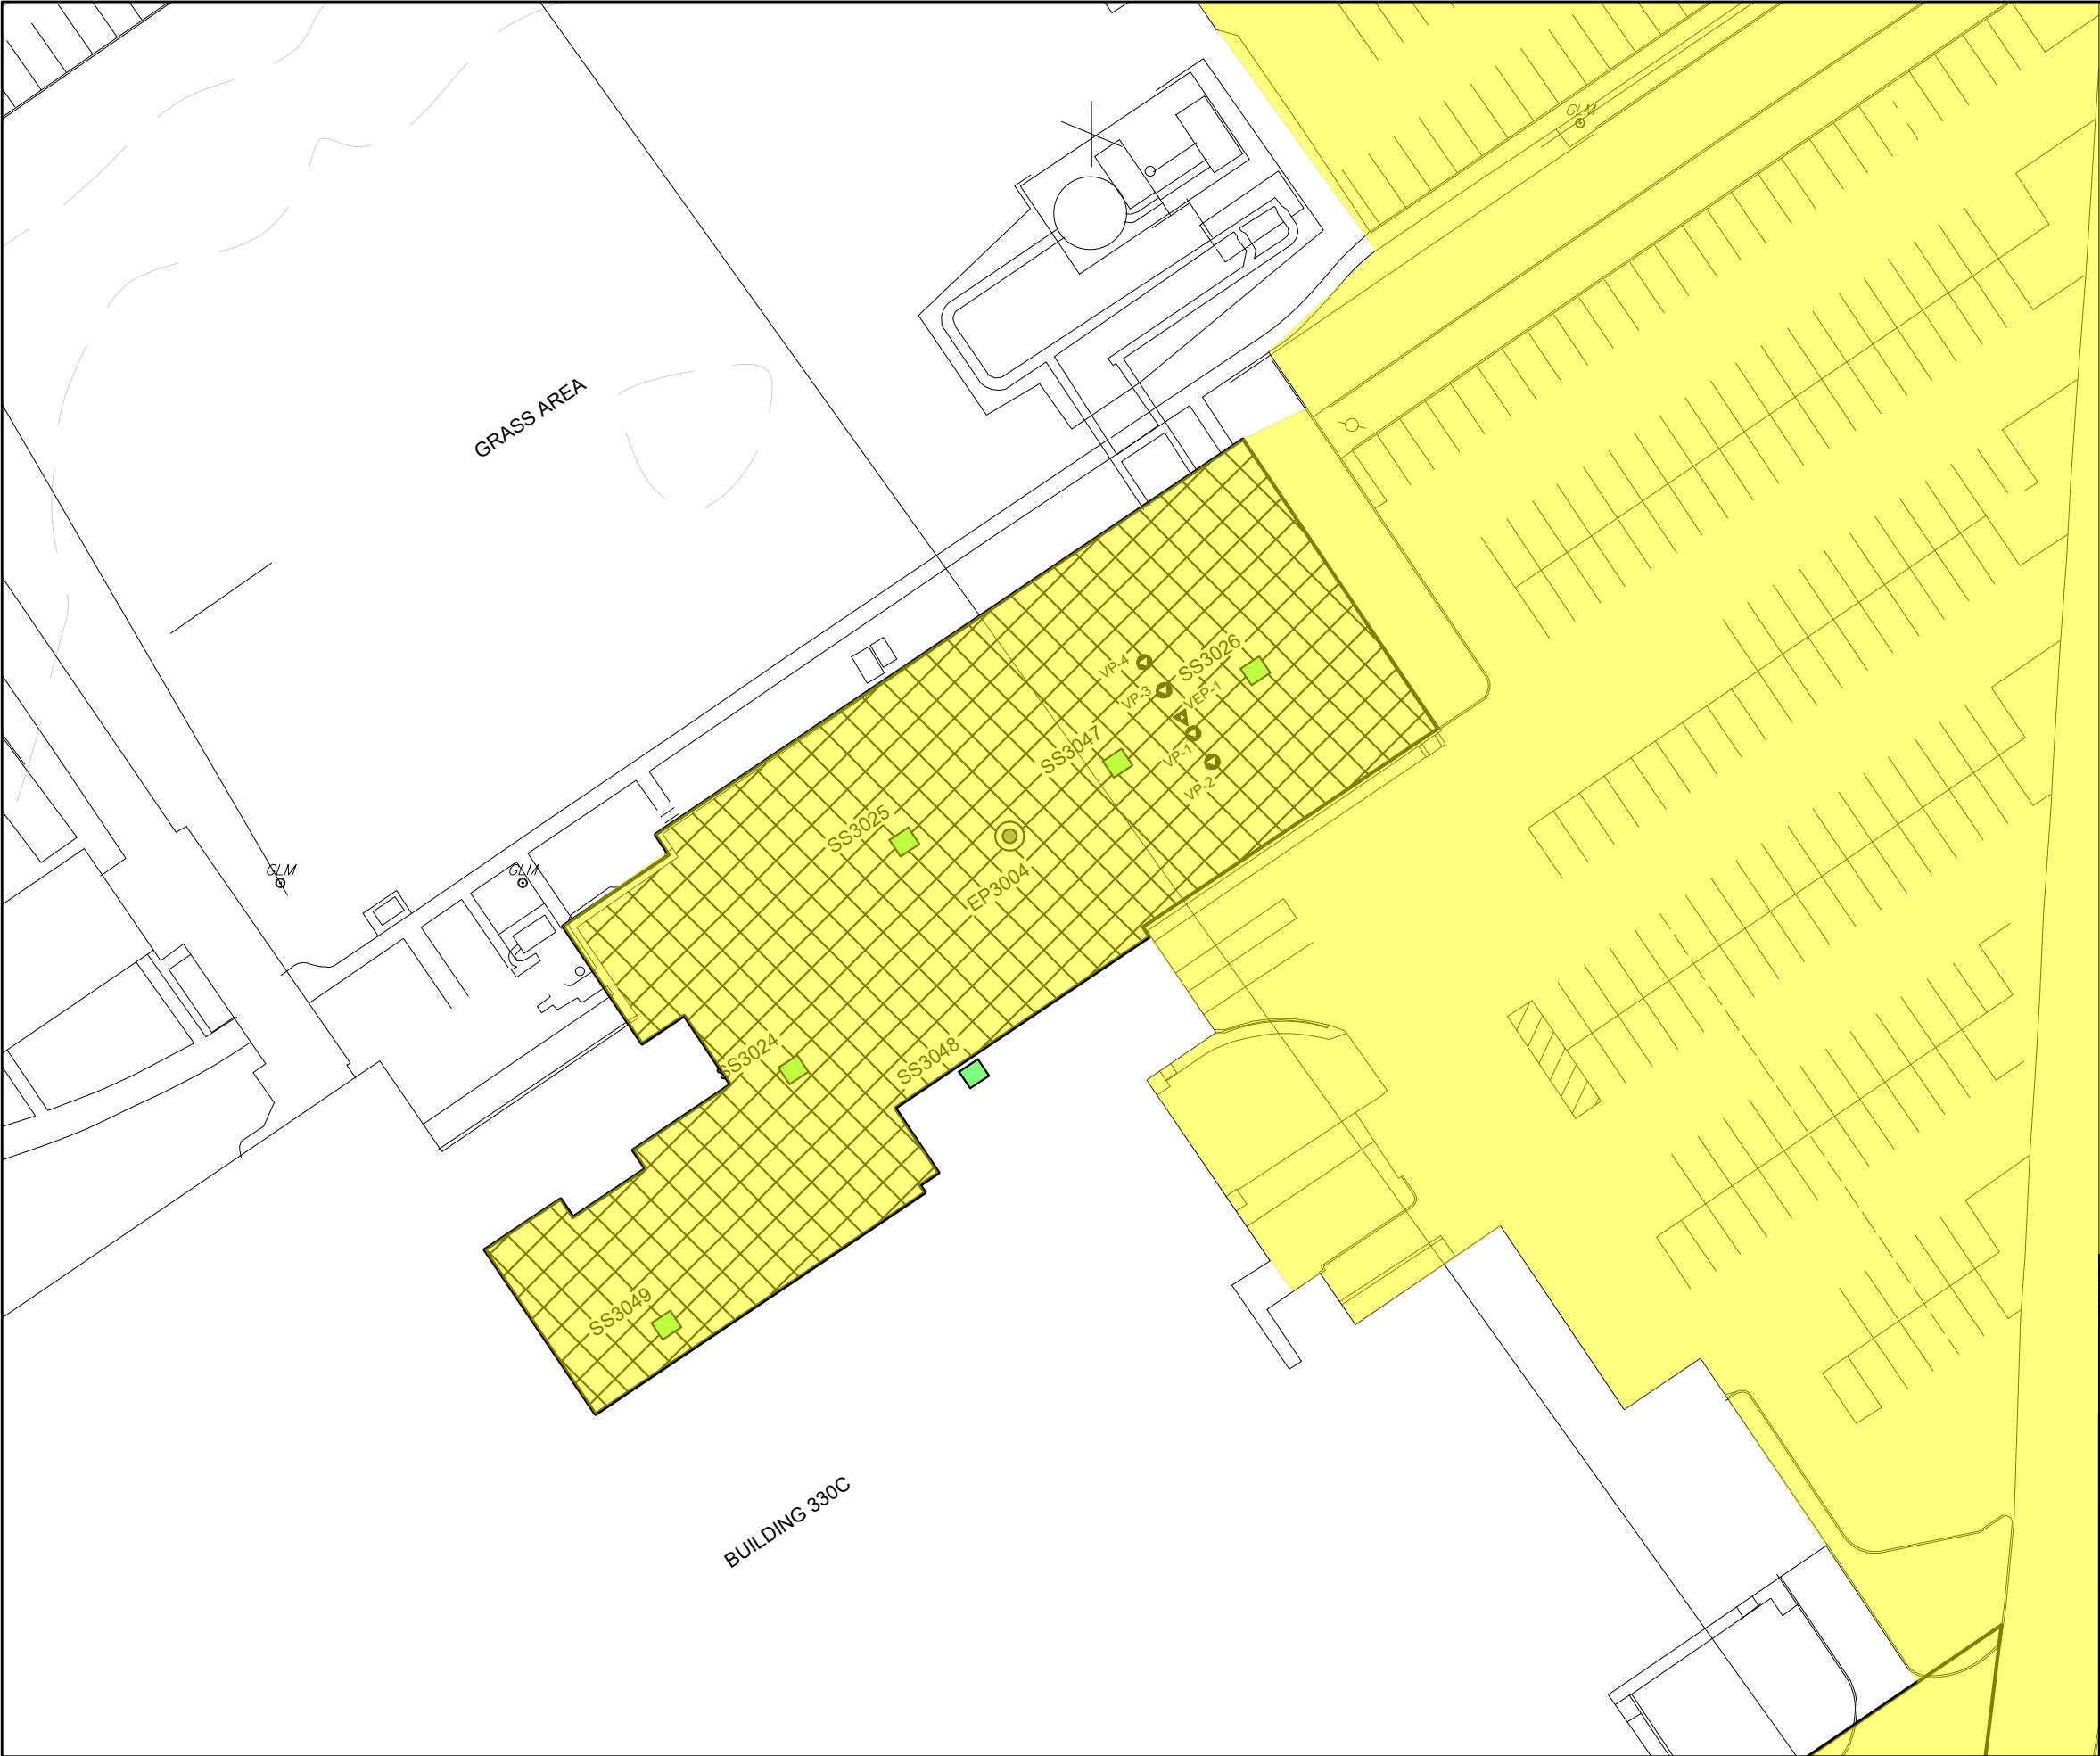 GLM
GRASS AREA
VP-4
SS3026
VP-3
VEP-1
SS3047
VP-1
VP-2
SS3025
EP3004
GLM
GLM
SS3024
SS3048
SS3049
BUILDING 330C